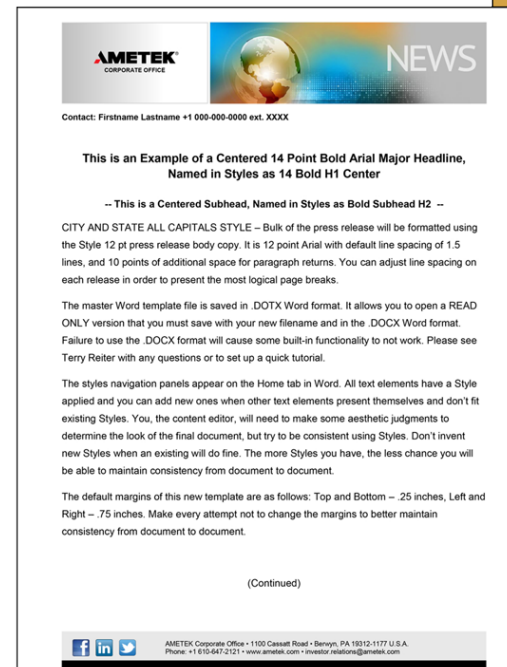 AMETEK®
CORPORATE OFFICE
NEWS
Contact: Firstname Lastname +1 000-000-0000 ext. XXXX
This is an Example of a Centered 14 Point Bold Arial Major Headline,
Named in Styles as 14 Bold H1 Center
-- This is a Centered Subhead, Named in Styles as Bold Subhead H2 --
CITY AND STATE ALL CAPITALS STYLE – Bulk of the press release will be formatted using
the Style 12 pt press release body copy. It is 12 point Arial with default line spacing of 1.5
lines, and 10 points of additional space for paragraph returns. You can adjust line spacing on
each release in order to present the most logical page breaks.
The master Word template file is saved in .DOTX Word format. It allows you to open a READ
ONLY version that you must save with your new filename and in the .DOCX Word format.
Failure to use the .DOCX format will cause some built-in functionality to not work. Please see
Terry Reiter with any questions or to set up a quick tutorial.
The styles navigation panels appear on the Home tab in Word. All text elements have a Style
applied and you can add new ones when other text elements present themselves and don't fit
existing Styles. You, the content editor, will need to make some aesthetic judgments to
determine the look of the final document, but try to be consistent using Styles. Don't invent
new Styles when an existing will do fine. The more Styles you have, the less chance you will
be able to maintain consistency from document to document.
The default margins of this new template are as follows: Top and Bottom – .25 inches, Left and
Right – .75 inches. Make every attempt not to change the margins to better maintain
consistency from document to document.
(Continued)
f in
AMETEK Corporate Office • 1100 Cassatt Road • Berwyn, PA 19312-1177 U.S.A.
Phone: +1 610-647-2121 • www.ametek.com • investor.relations@ametek.com